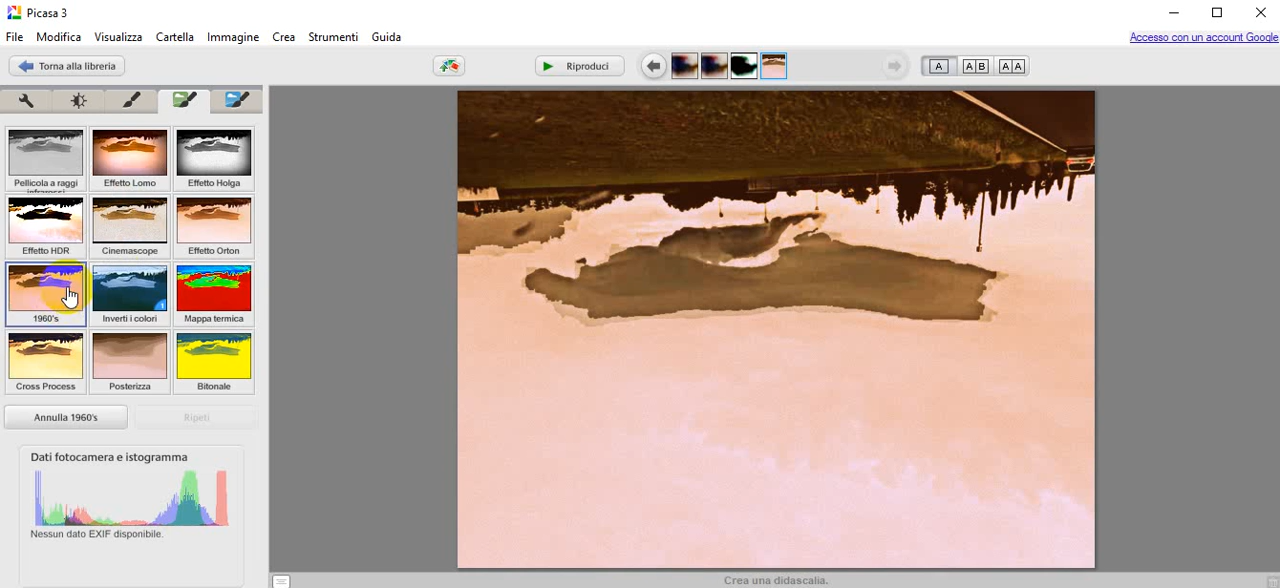 Picasa 3
File Modifica Visualizza Cartella Immagine Crea Strumenti Guida Accesso con un account Google
Torna alla libreria Riproduci A A B A A
Pellicola a raggi infrarossi Effetto Lomo Effetto Holga
Effetto HDR Cinemascope Effetto Orton
1960's Inverti i colori Mappa termica
Cross Process Posterizza Bitonale
Annulla 1960's Ripeti
Dati fotocamera e istogramma
Nessun dato EXIF disponibile.
Crea una didascalia.